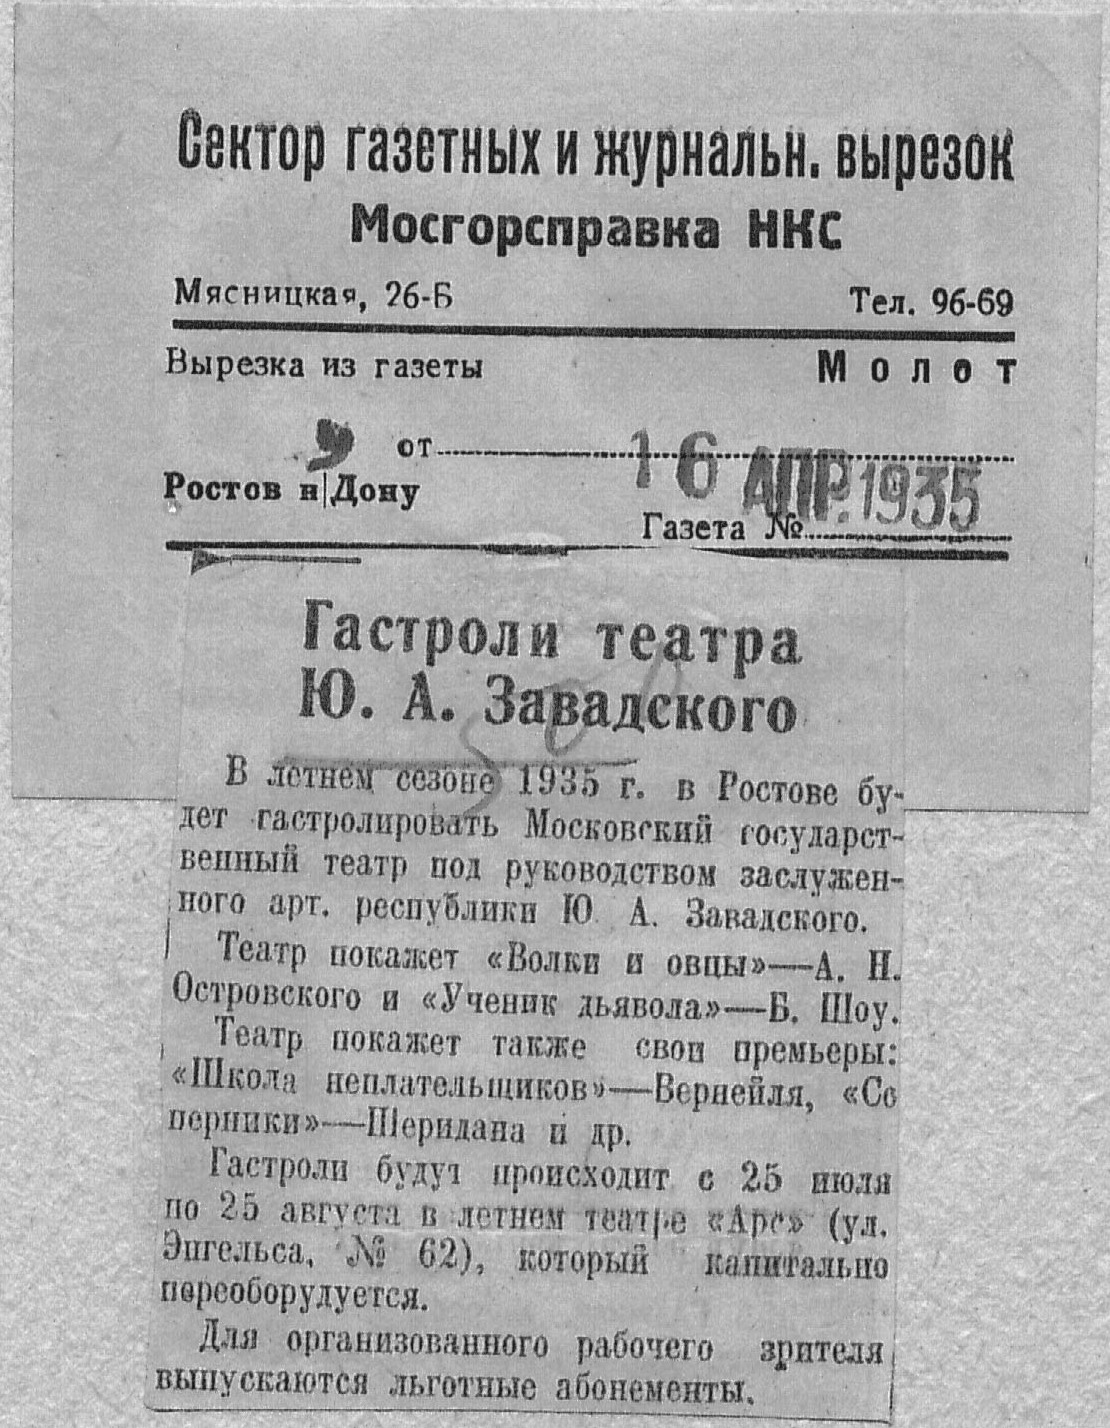 Сектор газетных и журнальн. вырезок
Мосгорсправка НКС
Мясницкая, 26-Б Тел. 96-69
Вырезка из газеты Молот
от 16 АПР. 1935
Ростов н Дону
Газета №
Гастроли театра
Ю. А. Завадского
В летнем сезоне 1935 г. в Ростове бу-
дет гастролировать Московский государст-
венный театр под руководством заслужен-
ного арт. республики Ю. А. Завадского.
Театр покажет «Волки и овцы»—А. Н.
Островского и «Ученик дьявола»—Б. Шоу.
Театр покажет также свои премьеры:
«Школа неплательщиков»—Вернейля, «Со
перники»—Шеридана и др.
Гастроли будут происходит с 25 июля
по 25 августа в летнем театре «Арс» (ул.
Энгельса, № 62), который капитально
переоборудуется.
Для организованного рабочего зрителя
выпускаются льготные абонементы.